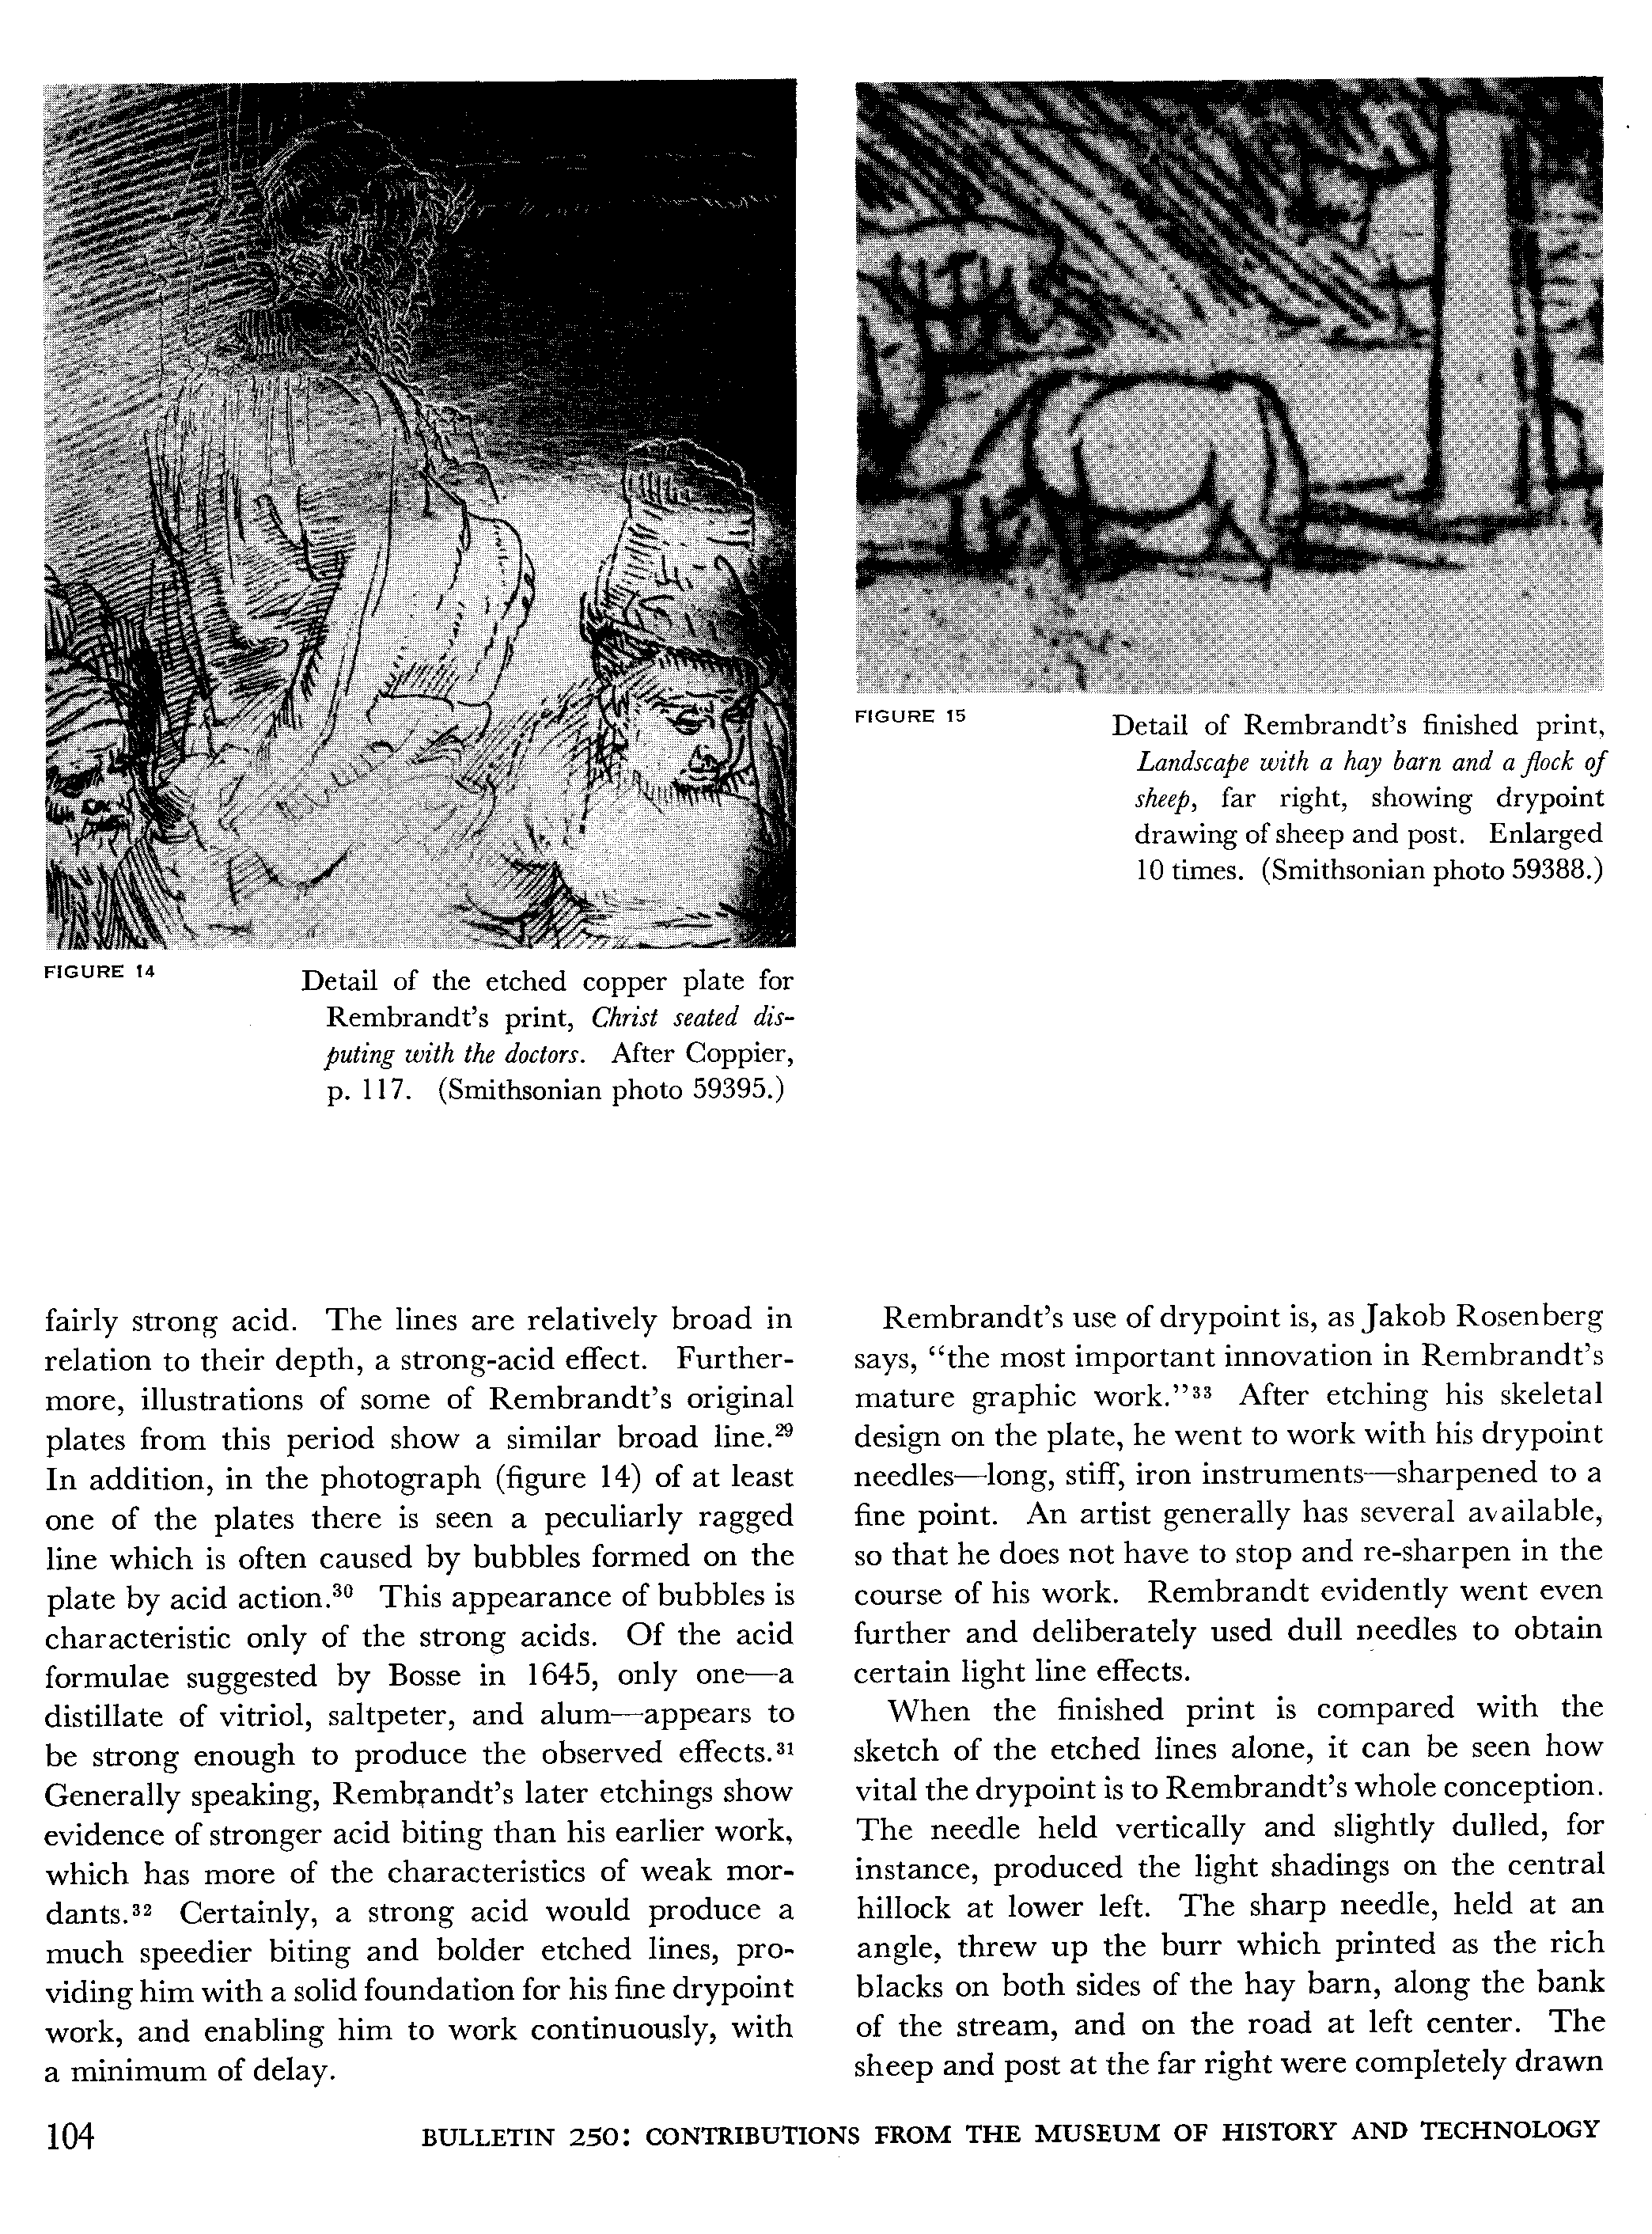 FIGURE 14
Detail of the etched copper plate for
Rembrandt's print, Christ seated dis-
puting with the doctors. After Coppier,
p. 117. (Smithsonian photo 59395.)
FIGURE 15
Detail of Rembrandt's finished print,
Landscape with a hay barn and a flock of
sheep, far right, showing drypoint
drawing of sheep and post. Enlarged
10 times. (Smithsonian photo 59388.)
fairly strong acid. The lines are relatively broad in
relation to their depth, a strong-acid effect. Further-
more, illustrations of some of Rembrandt's original
plates from this period show a similar broad line.²⁹
In addition, in the photograph (figure 14) of at least
one of the plates there is seen a peculiarly ragged
line which is often caused by bubbles formed on the
plate by acid action.³⁰ This appearance of bubbles is
characteristic only of the strong acids. Of the acid
formulae suggested by Bosse in 1645, only one—a
distillate of vitriol, saltpeter, and alum—appears to
be strong enough to produce the observed effects.³¹
Generally speaking, Rembrandt's later etchings show
evidence of stronger acid biting than his earlier work,
which has more of the characteristics of weak mor-
dants.³² Certainly, a strong acid would produce a
much speedier biting and bolder etched lines, pro-
viding him with a solid foundation for his fine drypoint
work, and enabling him to work continuously, with
a minimum of delay.
Rembrandt's use of drypoint is, as Jakob Rosenberg
says, "the most important innovation in Rembrandt's
mature graphic work."³³ After etching his skeletal
design on the plate, he went to work with his drypoint
needles—long, stiff, iron instruments—sharpened to a
fine point. An artist generally has several available,
so that he does not have to stop and re-sharpen in the
course of his work. Rembrandt evidently went even
further and deliberately used dull needles to obtain
certain light line effects.
When the finished print is compared with the
sketch of the etched lines alone, it can be seen how
vital the drypoint is to Rembrandt's whole conception.
The needle held vertically and slightly dulled, for
instance, produced the light shadings on the central
hillock at lower left. The sharp needle, held at an
angle, threw up the burr which printed as the rich
blacks on both sides of the hay barn, along the bank
of the stream, and on the road at left center. The
sheep and post at the far right were completely drawn
104
BULLETIN 250: CONTRIBUTIONS FROM THE MUSEUM OF HISTORY AND TECHNOLOGY